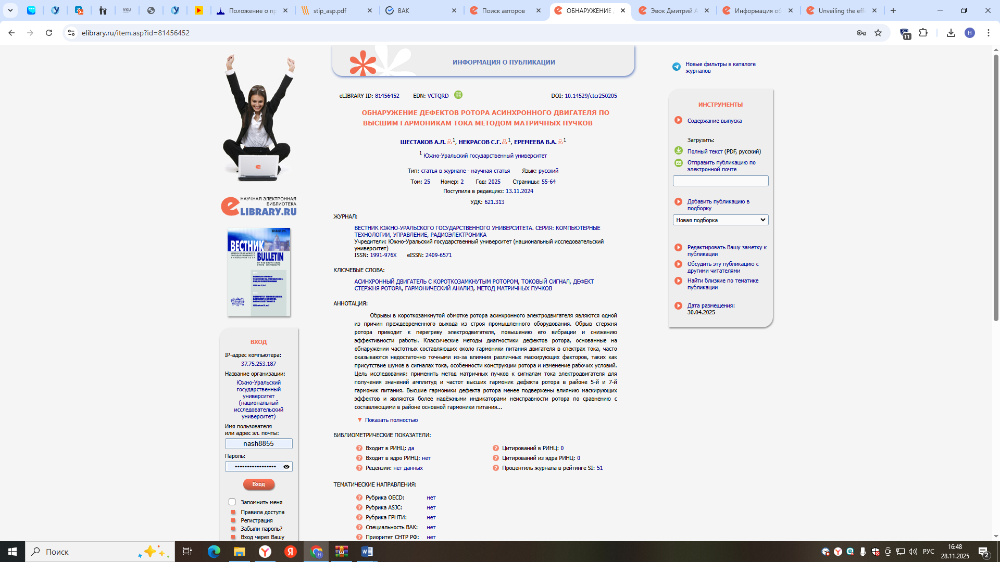 Положение о пр
stip_asp.pdf
ВАК
Поиск авторов
ОБНАРУЖЕНИЕ
Эвок Дмитрий А
Информация об
Unveiling the effe
elibrary.ru/item.asp?id=81456452
11
H
ИНФОРМАЦИЯ О ПУБЛИКАЦИИ
eLIBRARY ID: 81456452 EDN: VCTQRD DOI: 10.14529/ctcr250205
ОБНАРУЖЕНИЕ ДЕФЕКТОВ РОТОРА АСИНХРОННОГО ДВИГАТЕЛЯ ПО
ВЫСШИМ ГАРМОНИКАМ ТОКА МЕТОДОМ МАТРИЧНЫХ ПУЧКОВ
ШЕСТАКОВ А.Л. 1, НЕКРАСОВ С.Г. 1, ЕРЕМЕЕВА В.А. 1
1 Южно-Уральский государственный университет
Тип: статья в журнале - научная статья Язык: русский
Том: 25 Номер: 2 Год: 2025 Страницы: 55-64
Поступила в редакцию: 13.11.2024
УДК: 621.313
ЖУРНАЛ:
ВЕСТНИК ЮЖНО-УРАЛЬСКОГО ГОСУДАРСТВЕННОГО УНИВЕРСИТЕТА. СЕРИЯ: КОМПЬЮТЕРНЫЕ
ТЕХНОЛОГИИ, УПРАВЛЕНИЕ, РАДИОЭЛЕКТРОНИКА
Учредители: Южно-Уральский государственный университет (национальный исследовательский
университет)
ISSN: 1991-976X eISSN: 2409-6571
КЛЮЧЕВЫЕ СЛОВА:
АСИНХРОННЫЙ ДВИГАТЕЛЬ С КОРОТКОЗАМКНУТЫМ РОТОРОМ, ТОКОВЫЙ СИГНАЛ, ДЕФЕКТ
СТЕРЖНЯ РОТОРА, ГАРМОНИЧЕСКИЙ АНАЛИЗ, МЕТОД МАТРИЧНЫХ ПУЧКОВ
АННОТАЦИЯ:
Обрывы в короткозамкнутой обмотке ротора асинхронного электродвигателя являются одной
из причин преждевременного выхода из строя промышленного оборудования. Обрыв стержня
ротора приводит к перегреву электродвигателя, повышению его вибрации и снижению
эффективности работы. Классические методы диагностики дефектов ротора, основанные на
обнаружении частотных составляющих около гармоники питания двигателя в спектрах тока, часто
оказываются недостаточно точными из-за влияния различных маскирующих факторов, таких как
присутствие шумов в сигналах тока, особенности конструкции ротора и изменение рабочих условий.
Цель исследования: применить метод матричных пучков к сигналам тока электродвигателя для
получения значений амплитуд и частот высших гармоник дефекта ротора в районе 5-й и 7-й
гармоник питания. Высшие гармоники дефекта ротора менее подвержены влиянию маскирующих
эффектов и являются более надёжными индикаторами неисправности ротора по сравнению с
составляющими в районе основной гармоники питания...
Показать полностью
БИБЛИОМЕТРИЧЕСКИЕ ПОКАЗАТЕЛИ:
Входит в РИНЦ: да Цитирований в РИНЦ: 0
Входит в ядро РИНЦ: нет Цитирований из ядра РИНЦ: 0
Рецензии: нет данных Процентиль журнала в рейтинге SI: 51
ТЕМАТИЧЕСКИЕ НАПРАВЛЕНИЯ:
Рубрика OECD: нет
Рубрика ASJC: нет
Рубрика ГРНТИ: нет
Специальность ВАК: нет
Приоритет СНТР РФ: нет
НАУЧНАЯ ЭЛЕКТРОННАЯ
БИБЛИОТЕКА
eLIBRARY.RU
ВЕСТНИК
BULLETIN
ВХОД
IP-адрес компьютера:
37.75.253.187
Название организации:
Южно-Уральский
государственный
университет
(национальный
исследовательский
университет)
Имя пользователя
или адрес эл. почты:
nash8855
Пароль:
Вход
Запомнить меня
Правила доступа
Регистрация
Забыли пароль?
Вход через Вашу
Новые фильтры в каталоге
журналов
ИНСТРУМЕНТЫ
Содержание выпуска
Загрузить:
Полный текст (PDF, русский)
Отправить публикацию по
электронной почте
Добавить публикацию в
подборку
Новая подборка
Редактировать Вашу заметку к
публикации
Обсудить эту публикацию с
другими читателями
Найти близкие по тематике
публикации
Дата размещения:
30.04.2025
Поиск
РУС
16:48
28.11.2025
2